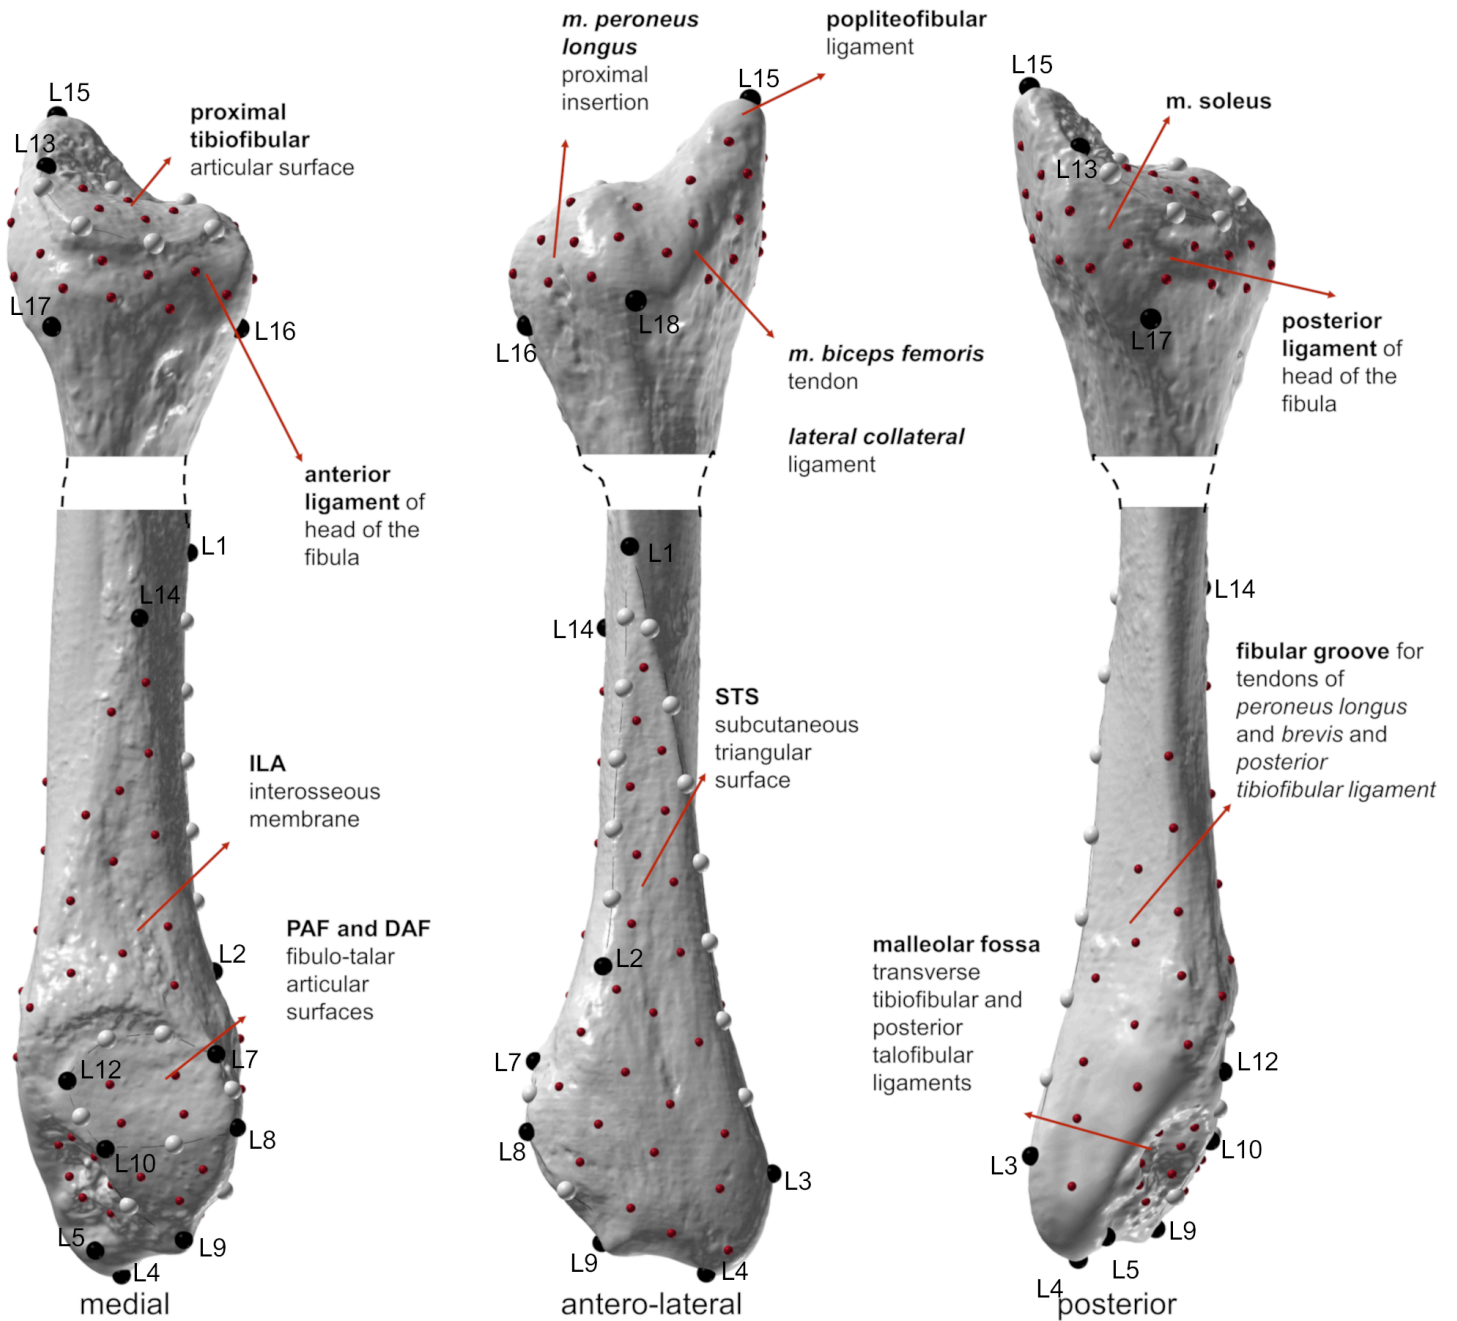 L15
L13
proximal
tibiofibular
articular surface
L17
L16
anterior
ligament of
head of the
fibula
L1
L14
ILA
interosseous
membrane
PAF and DAF
fibulo-talar
articular
surfaces
L2
L7
L12
L8
L10
L5
L9
L4
medial
m. peroneus
longus
proximal
insertion
popliteofibular
ligament
L15
L16
L18
m. biceps femoris
tendon
lateral collateral
ligament
L1
L14
STS
subcutaneous
triangular
surface
L2
L7
L8
L3
L9
L4
antero-lateral
L15
m. soleus
L13
L17
posterior
ligament of
head of the
fibula
L14
fibular groove for
tendons of
peroneus longus
and brevis and
posterior
tibiofibular ligament
malleolar fossa
transverse
tibiofibular and
posterior
talofibular
ligaments
L12
L10
L3
L9
L5
L4
posterior